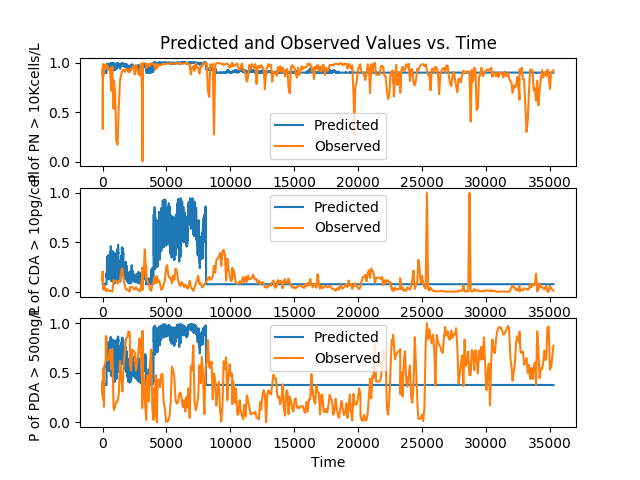 Predicted and Observed Values vs. Time
P of PN > 10Kcells/L
1.0
0.5
0.0
Predicted
Observed
0 5000 10000 15000 20000 25000 30000 35000
P of CDA > 10pg/cell
1.0
0.5
0.0
Predicted
Observed
0 5000 10000 15000 20000 25000 30000 35000
P of PDA > 500ng/L
1.0
0.5
0.0
Predicted
Observed
0 5000 10000 15000 20000 25000 30000 35000
Time